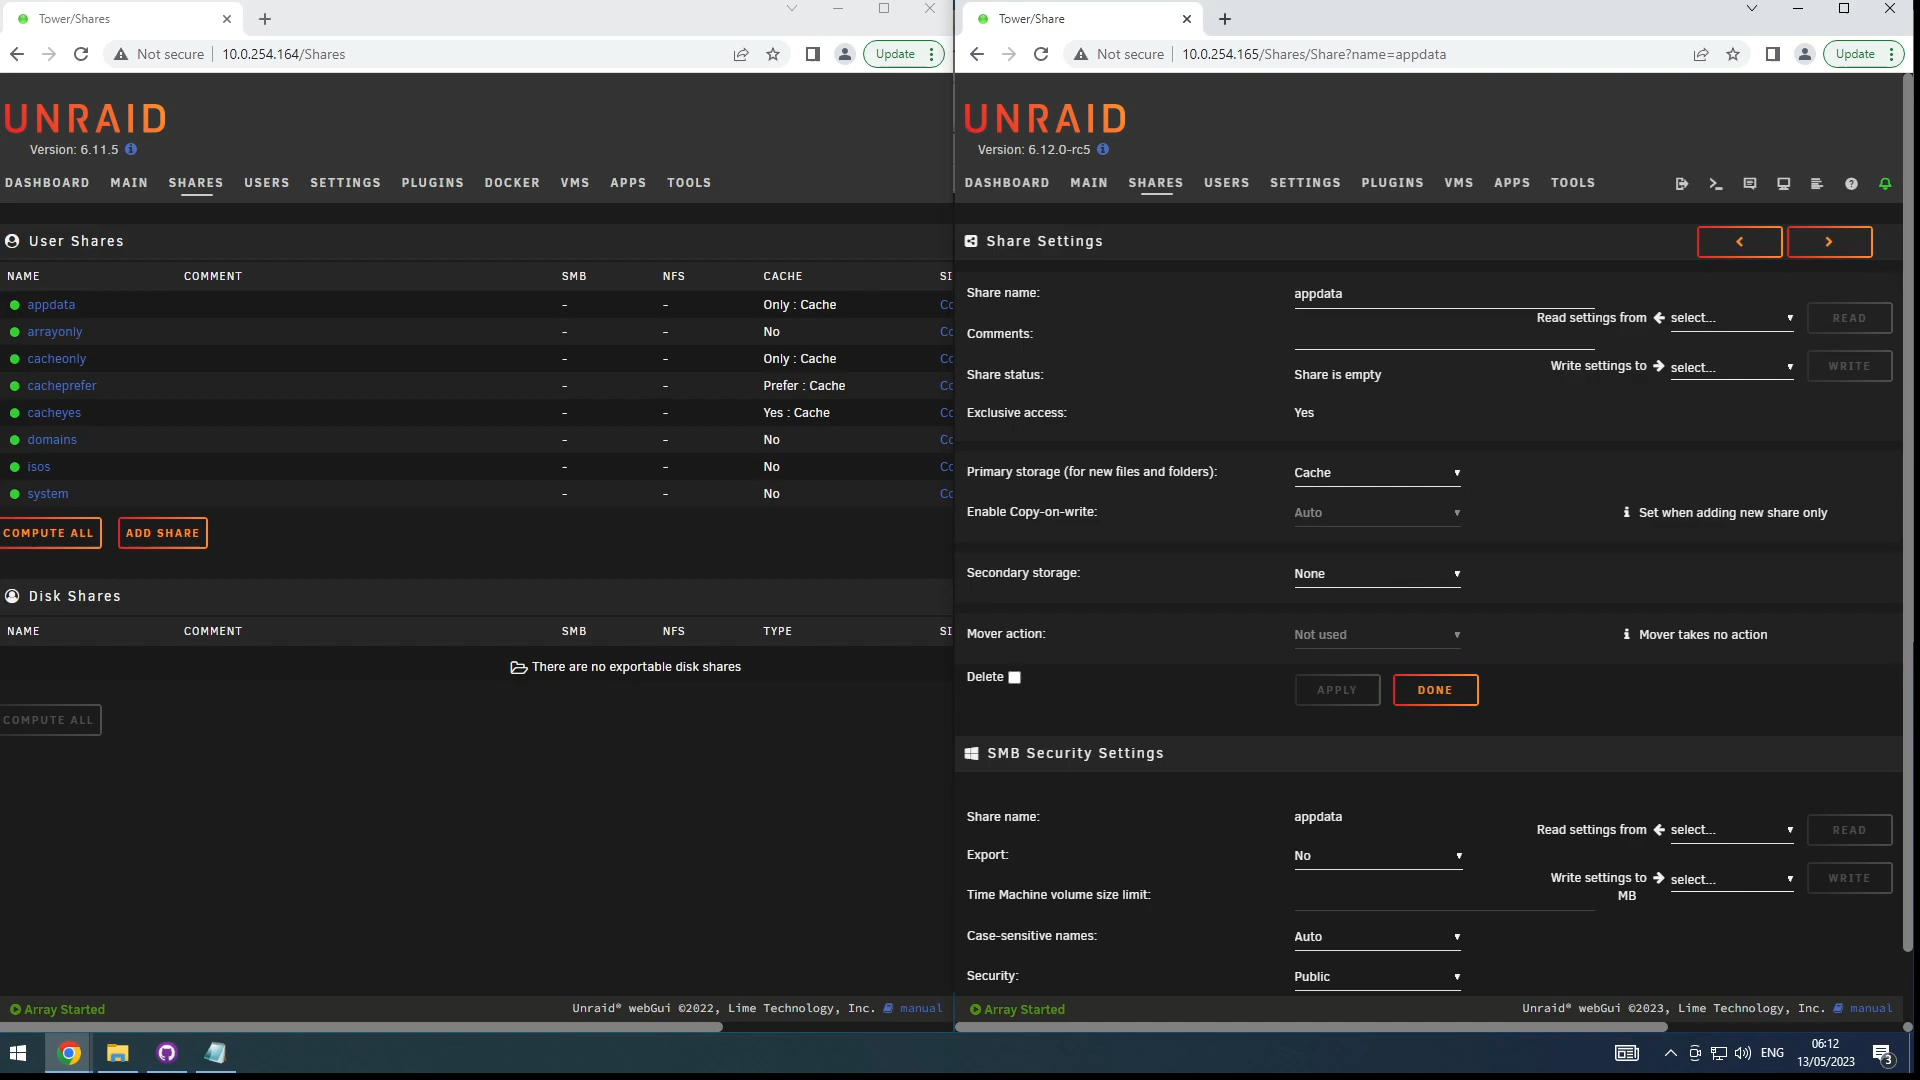 Tower/Shares
Not secure 10.0.254.164/Shares
Update
UNRAID
Version: 6.11.5
DASHBOARD MAIN SHARES USERS SETTINGS PLUGINS DOCKER VMS APPS TOOLS
User Shares
NAME COMMENT SMB NFS CACHE SI
appdata - - Only : Cache Co
arrayonly - - No Co
cacheonly - - Only : Cache Co
cacheprefer - - Prefer : Cache Co
cacheyes - - Yes : Cache Co
domains - - No Co
isos - - No Co
system - - No Co
COMPUTE ALL ADD SHARE
Disk Shares
NAME COMMENT SMB NFS TYPE SI
There are no exportable disk shares
COMPUTE ALL
Array Started Unraid® webGui ©2022, Lime Technology, Inc. manual
Tower/Share
Not secure 10.0.254.165/Shares/Share?name=appdata
Update
UNRAID
Version: 6.12.0-rc5
DASHBOARD MAIN SHARES USERS SETTINGS PLUGINS VMS APPS TOOLS
Share Settings
Share name: appdata
Read settings from select... READ
Comments:
Write settings to select... WRITE
Share status: Share is empty
Exclusive access: Yes
Primary storage (for new files and folders): Cache
Enable Copy-on-write: Auto Set when adding new share only
Secondary storage: None
Mover action: Not used Mover takes no action
Delete APPLY DONE
SMB Security Settings
Share name: appdata
Read settings from select... READ
Export: No
Write settings to select... WRITE
Time Machine volume size limit: MB
Case-sensitive names: Auto
Security: Public
Array Started Unraid® webGui ©2023, Lime Technology, Inc. manual
ENG
06:12
13/05/2023
3